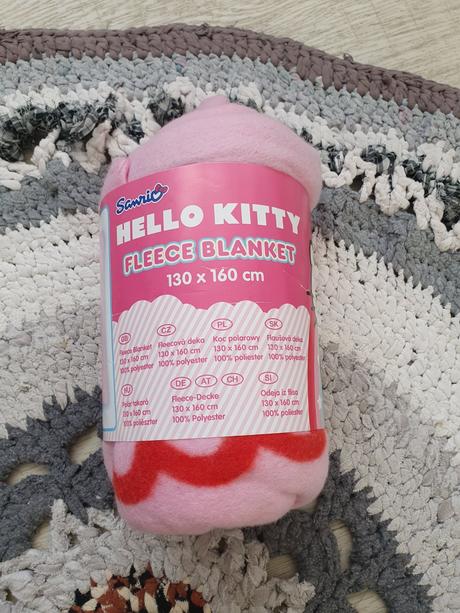 Sanrio
HELLO KITTY
FLEECE BLANKET
130 x 160 cm
GB
Fleece Blanket
130 x 160 cm
100% polyester
CZ
Fleecová deka
130 x 160 cm
100% polyester
PL
Koc polarowy
130 x 160 cm
100% poliester
SK
Flaušová deka
130 x 160 cm
100% polyester
HU
Polár takaró
130 x 160 cm
100% poliészter
DE AT CH
Fleece-Decke
130 x 160 cm
100% Polyester
SI
Odeja iz flisa
130 x 160 cm
100% poliester